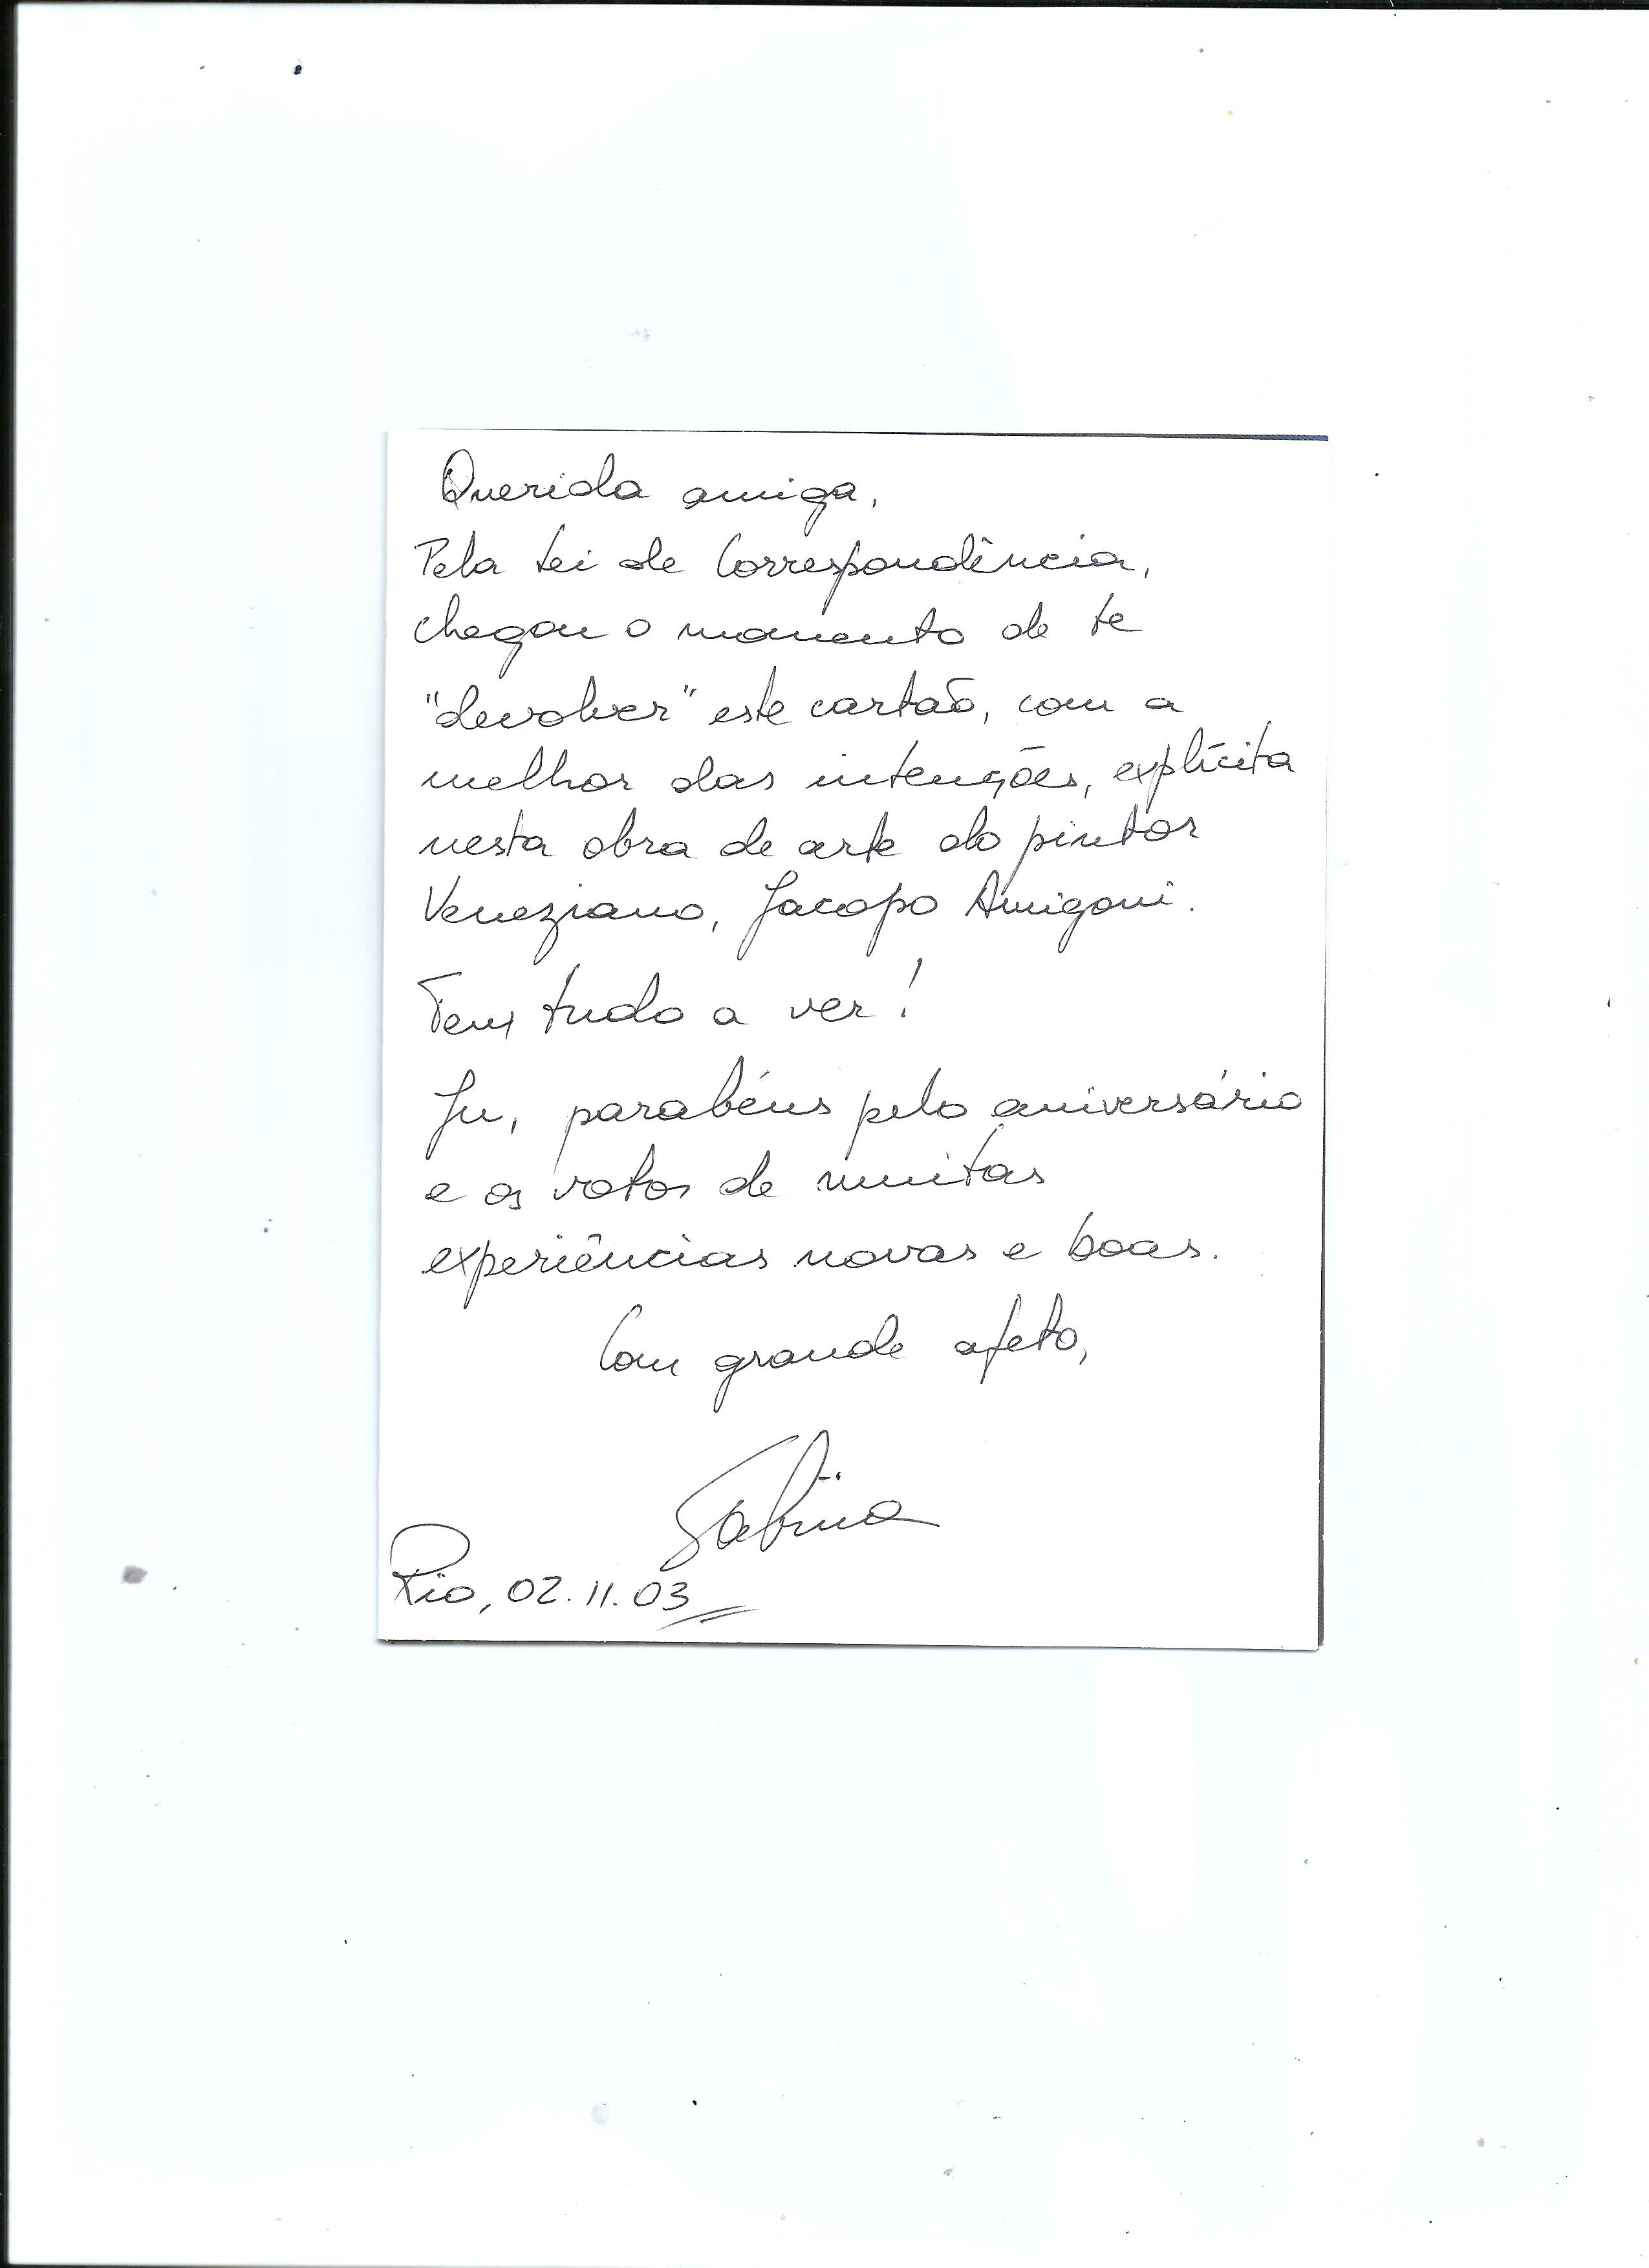 Querida amiga,
Pela Lei de Correspondência,
chegou o momento de te
"devolver" este cartão, com a
melhor das intenções, explícita
nesta obra de arte do pintor
Veneziano, Jacopo Amigoni.
Tem tudo a ver!
Ju, parabéns pelo aniversário
e os votos de muitas
experiências novas e boas.
Com grande afeto,
Sabrina
Rio, 02.11.03